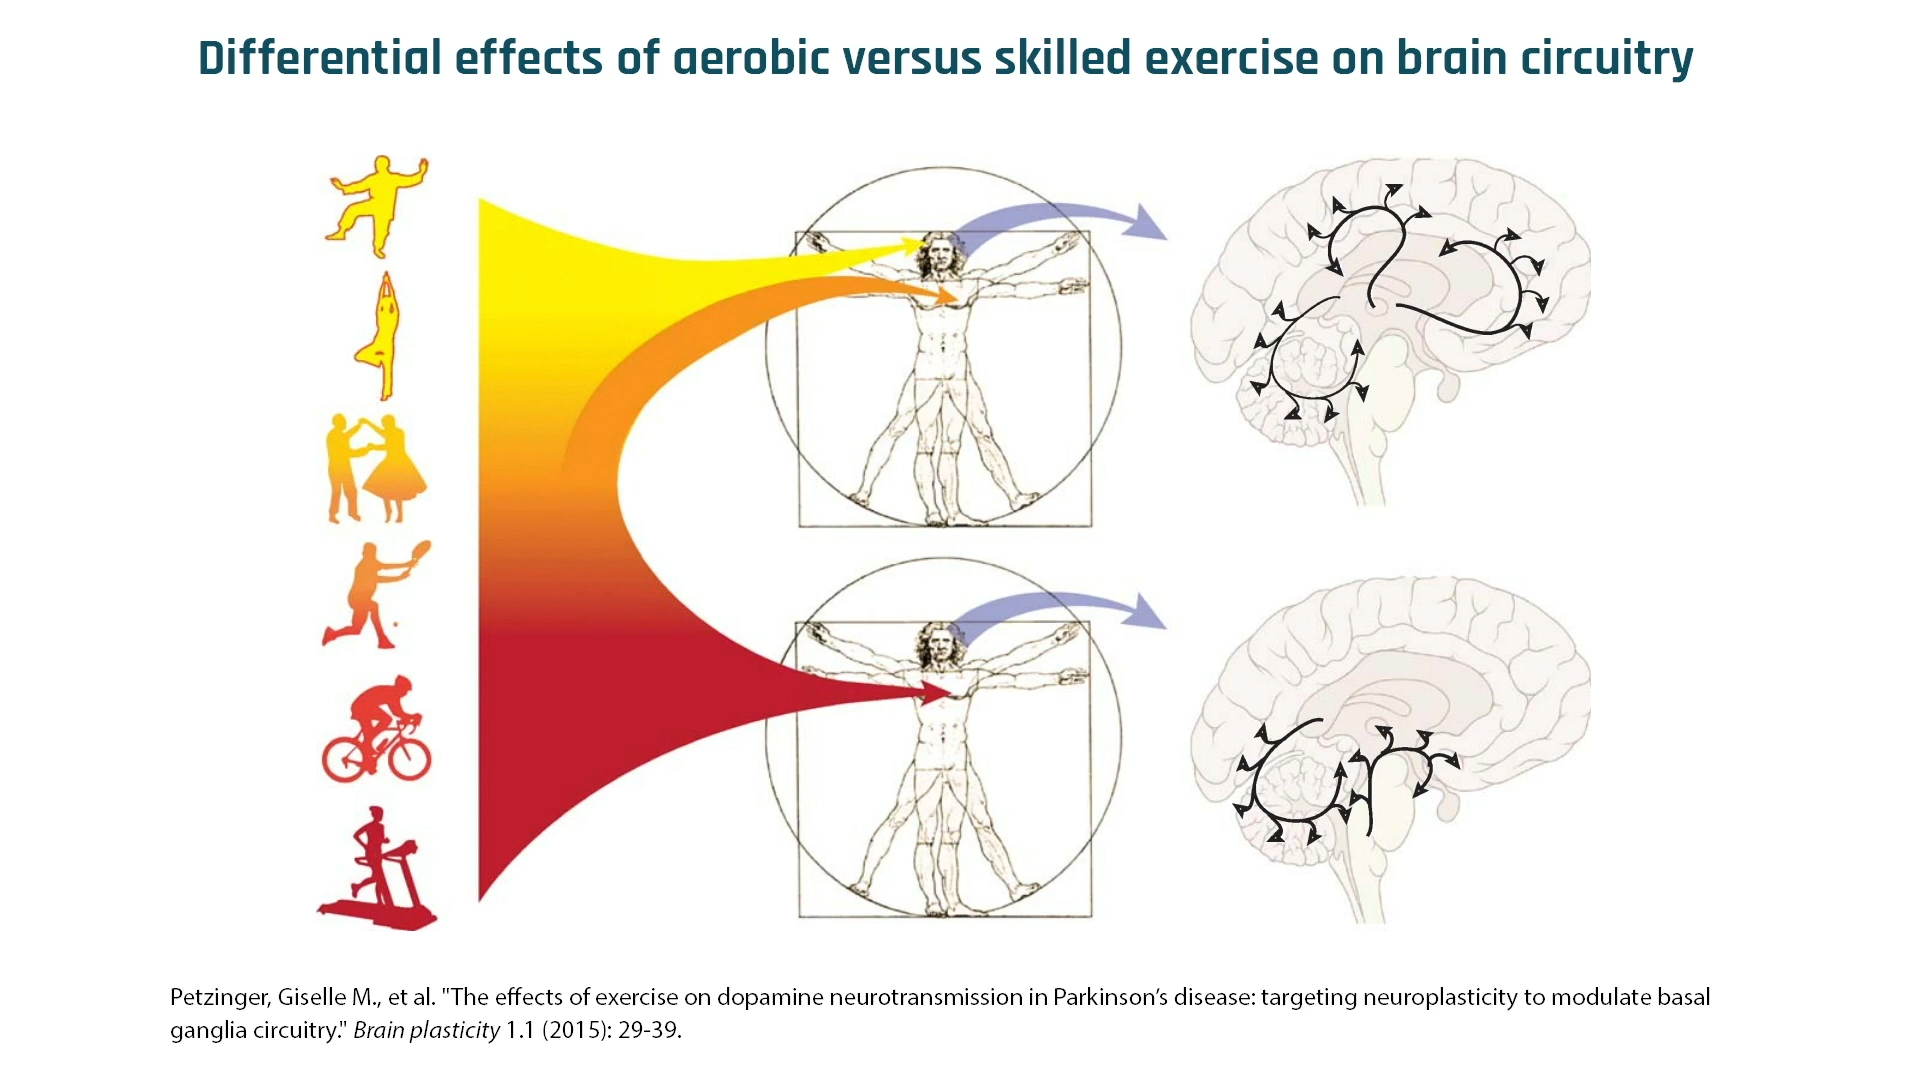 Differential effects of aerobic versus skilled exercise on brain circuitry
Petzinger, Giselle M., et al. "The effects of exercise on dopamine neurotransmission in Parkinson’s disease: targeting neuroplasticity to modulate basal
ganglia circuitry." Brain plasticity 1.1 (2015): 29-39.